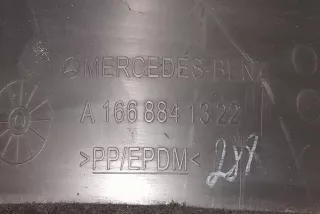 MERCEDES-BENZ
A 166 884 13 22
>PP/EPDM<